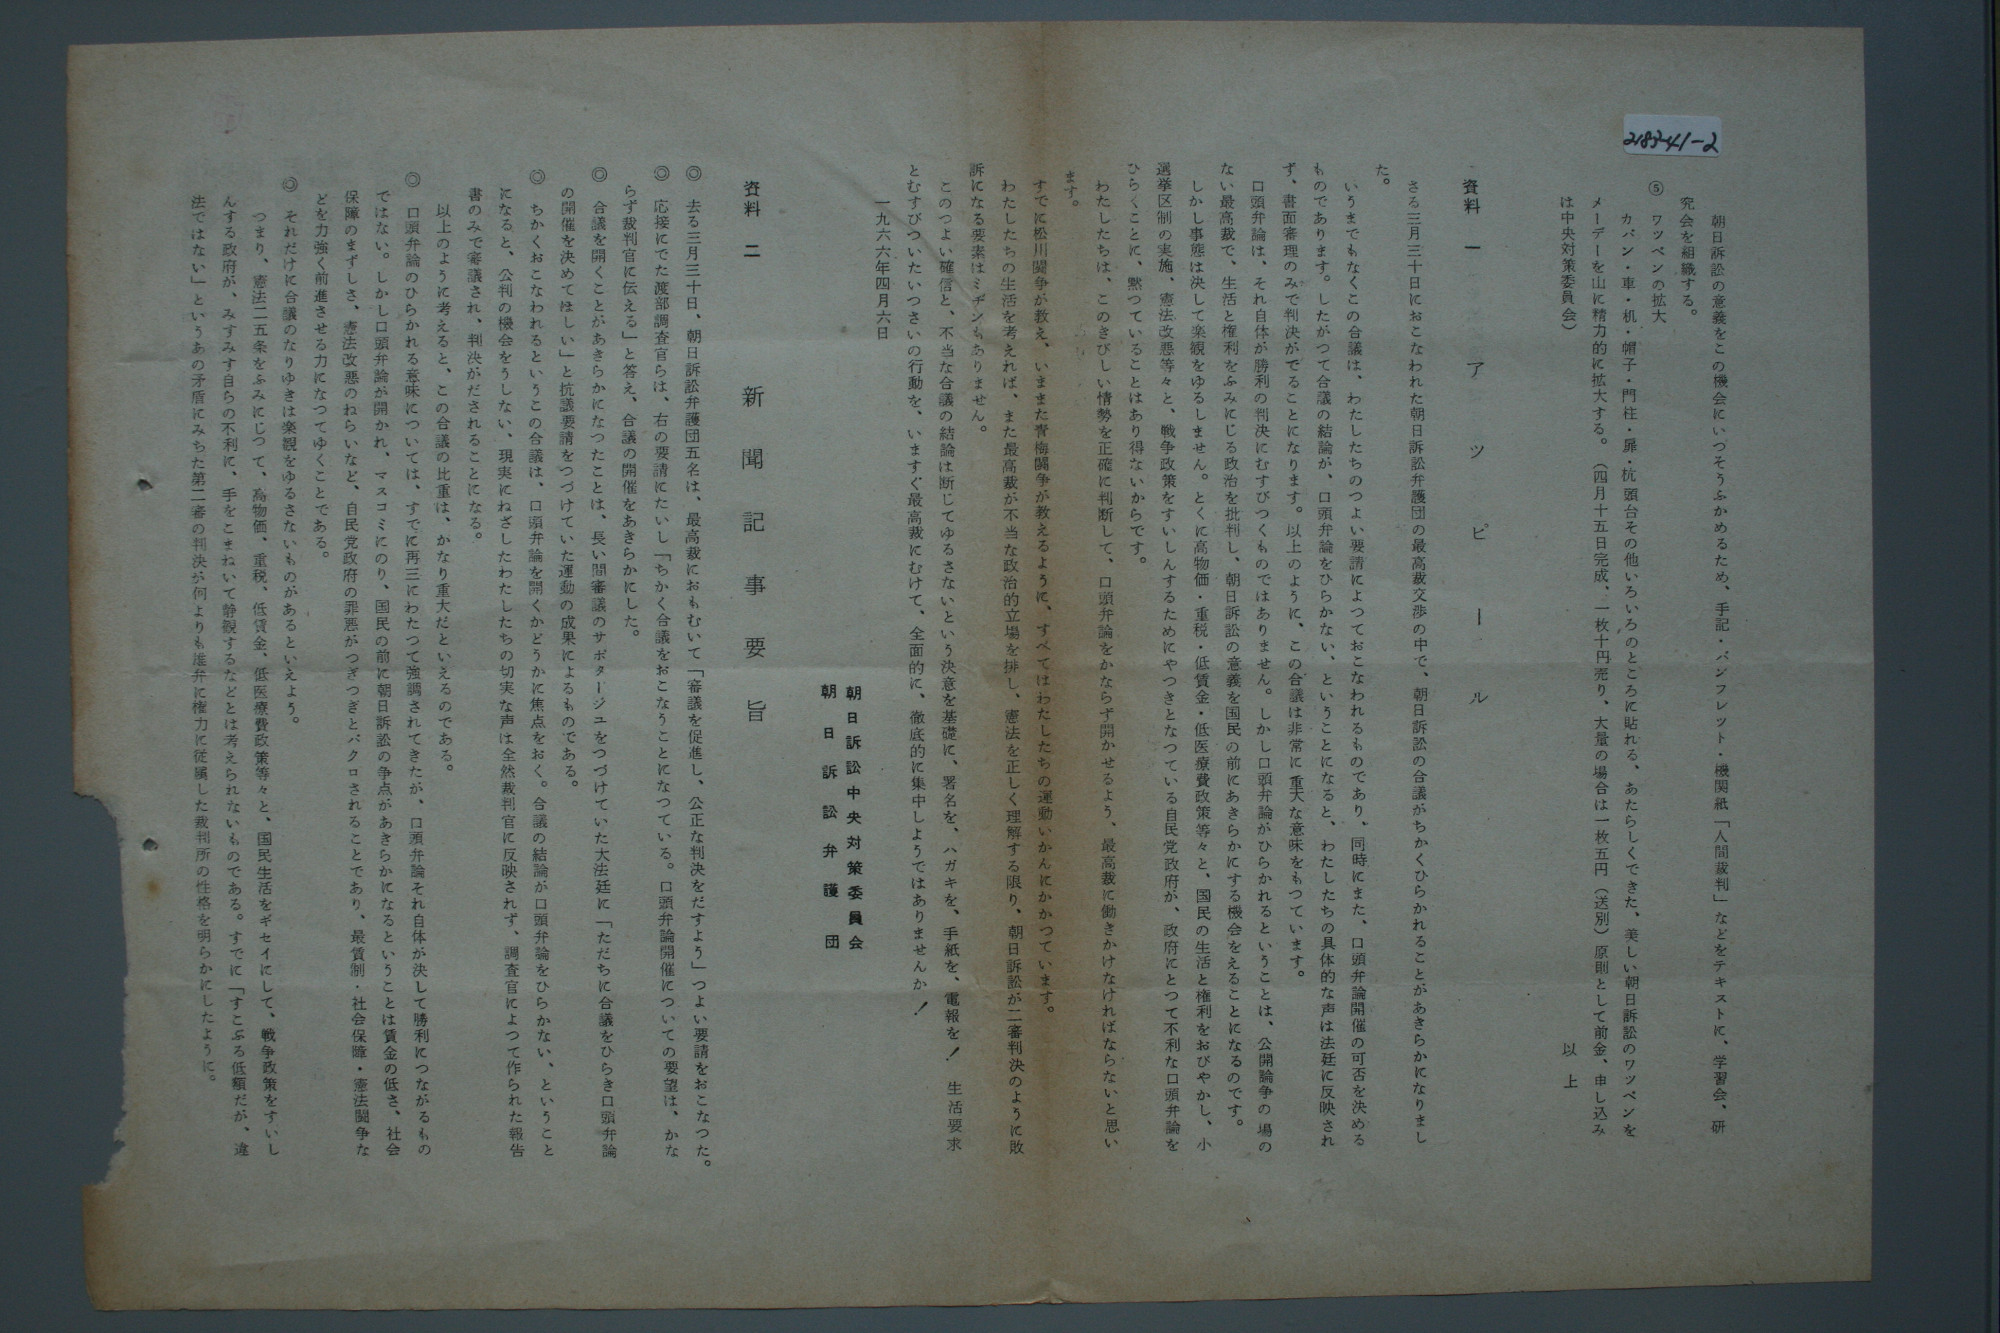 2183-41-2
朝日訴訟の意義をこの機会にいつそうふかめるため、手記・パンフレット・機関紙「人間裁判」などをテキストに、学習会、研
究会を組織する。
⑤ ワツペンの拡大
カバン・車・机・帽子・門柱・扉・杭頭台その他いろいろのところに貼れる、あたらしくできた、美しい朝日訴訟のワツペンを
メーデーを山に精力的に拡大する。（四月十五日完成、一枚十円売り、大量の場合は一枚五円（送別）原則として前金、申し込み
は中央対策委員会）
以上
資料 一 アツピール
さる三月三十日におこなわれた朝日訴訟弁護団の最高裁交渉の中で、朝日訴訟の合議がちかくひらかれることがあきらかになりまし
た。
いうまでもなくこの合議は、わたしたちのつよい要請によつておこなわれるものであり、同時にまた、口頭弁論開催の可否を決める
ものであります。したがつて合議の結論が、口頭弁論をひらかない、ということになると、わたしたちの具体的な声は法廷に反映され
ず、書面審理のみで判決がでることになります。以上のように、この合議は非常に重大な意味をもつています。
口頭弁論は、それ自体が勝利の判決にむすびつくものではありません。しかし口頭弁論がひらかれるということは、公開論争の場の
ない最高裁で、生活と権利をふみにじる政治を批判し、朝日訴訟の意義を国民の前にあきらかにする機会をえることになるのです。
しかし事態は決して楽観をゆるしません。とくに高物価・重税・低賃金・低医療費政策等々と、国民の生活と権利をおびやかし、小
選挙区制の実施、憲法改悪等々と、戦争政策をすいしんするためにやつきとなつている自民党政府が、政府にとつて不利な口頭弁論を
ひらくことに、黙つていることはあり得ないからです。
わたしたちは、このきびしい情勢を正確に判断して、口頭弁論をかならず開かせるよう、最高裁に働きかけなければならないと思い
ます。
すでに松川闘争が教え、いままた青梅闘争が教えるように、すべてはわたしたちの運動いかんにかかつています。
わたしたちの生活を考えれば、また最高裁が不当な政治的立場を排し、憲法を正しく理解する限り、朝日訴訟が二審判決のように敗
訴になる要素はミヂンもありません。
このつよい確信と、不当な合議の結論は断じてゆるさないという決意を基礎に、署名を、ハガキを、手紙を、電報を！ 生活要求
とむすびついたいつさいの行動を、いますぐ最高裁にむけて、全面的に、徹底的に集中しようではありませんか！
一九六六年四月六日
朝日訴訟中央対策委員会
朝日訴訟弁護団
資料 二 新聞記事要旨
◎ 去る三月三十日、朝日訴訟弁護団五名は、最高裁におもむいて「審議を促進し、公正な判決をだすよう」つよい要請をおこなつた。
◎ 応接にでた渡部調査官らは、右の要請にたいし「ちかく合議をおこなうことになつている。口頭弁論開催についての要望は、かな
らず裁判官に伝える」と答え、合議の開催をあきらかにした。
◎ 合議を開くことがあきらかになつたことは、長い間審議のサボタージユをつづけていた大法廷に「ただちに合議をひらき口頭弁論
の開催を決めてほしい」と抗議要請をつづけていた運動の成果によるものである。
◎ ちかくおこなわれるというこの合議は、口頭弁論を開くかどうかに焦点をおく。合議の結論が口頭弁論をひらかない、ということ
になると、公判の機会をうしない、現実にねざしたわたしたちの切実な声は全然裁判官に反映されず、調査官によつて作られた報告
書のみで審議され、判決がだされることになる。
以上のように考えると、この合議の比重は、かなり重大だといえるのである。
◎ 口頭弁論のひらかれる意味については、すでに再三にわたつて強調されてきたが、口頭弁論それ自体が決して勝利につながるもの
ではない。しかし口頭弁論が開かれ、マスコミにのり、国民の前に朝日訴訟の争点があきらかになるということは賃金の低さ、社会
保障のまずしさ、憲法改悪のねらいなど、自民党政府の罪悪がつぎつぎとバクロされることであり、最賃制・社会保障・憲法闘争な
どを力強く前進させる力になつてゆくことである。
◎ それだけに合議のなりゆきは楽観をゆるさないものがあるといえよう。
つまり、憲法二五条をふみにじつて、高物価、重税、低賃金、低医療費政策等々と、国民生活をギセイにして、戦争政策をすいし
んする政府が、みすみす自らの不利に、手をこまねいて静観するなどとは考えられないものである。すでに「すこぶる低額だが、違
法ではない」というあの矛盾にみちた第二審の判決が何よりも雄弁に権力に従属した裁判所の性格を明らかにしたように。